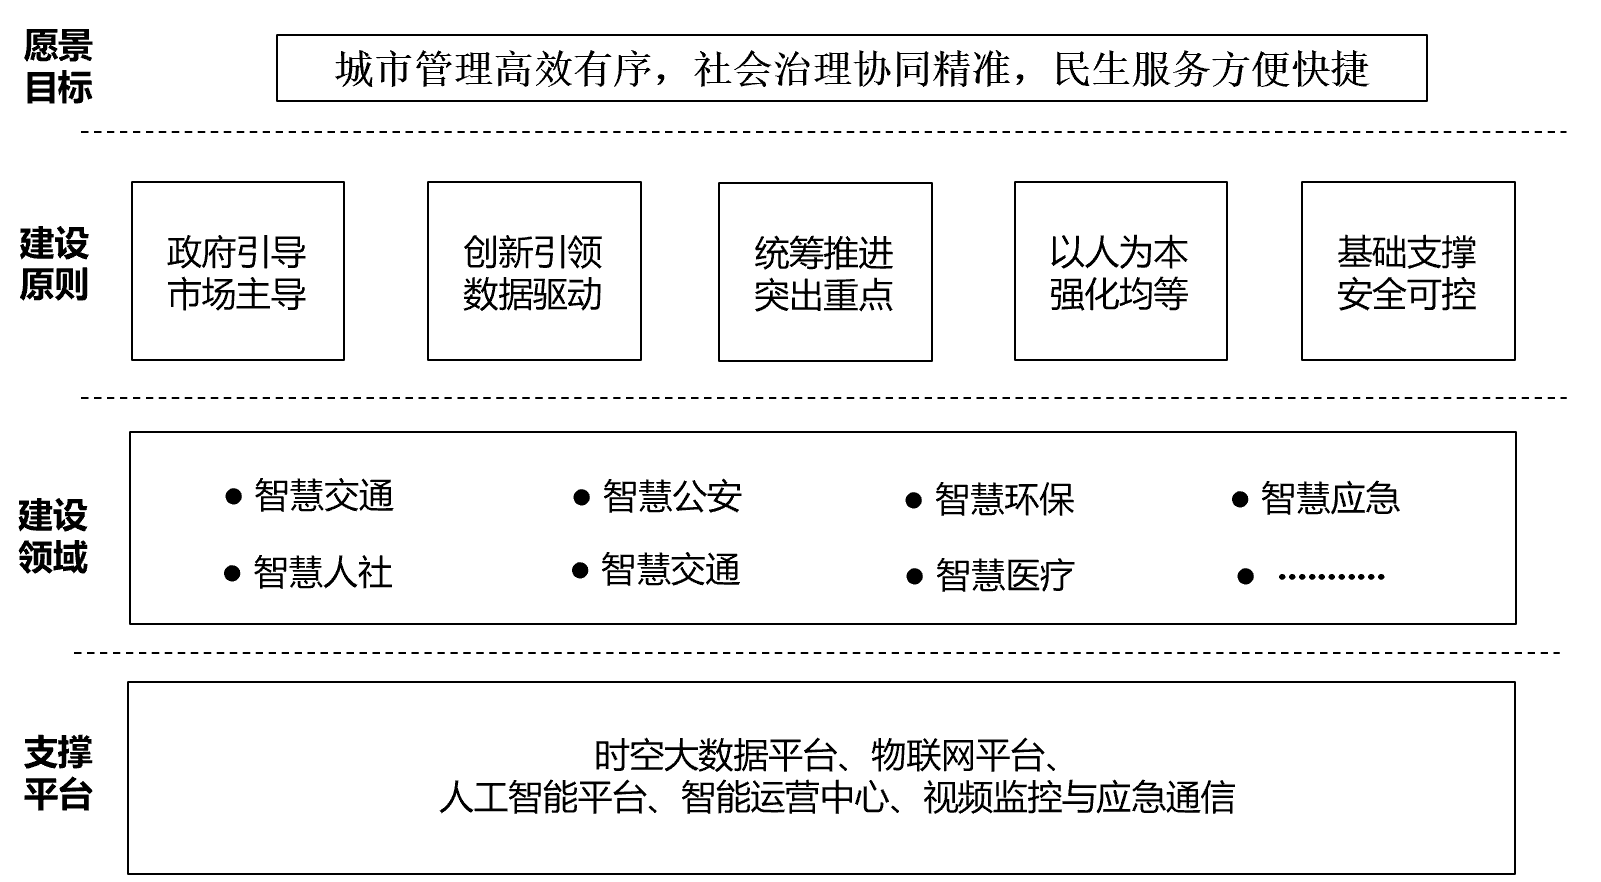 愿景
目标
城市管理高效有序，社会治理协同精准，民生服务方便快捷
建设
原则
政府引导
市场主导
创新引领
数据驱动
统筹推进
突出重点
以人为本
强化均等
基础支撑
安全可控
建设
领域
● 智慧交通
● 智慧公安
● 智慧环保
● 智慧应急
● 智慧人社
● 智慧交通
● 智慧医疗
● ...........
支撑
平台
时空大数据平台、物联网平台、
人工智能平台、智能运营中心、视频监控与应急通信